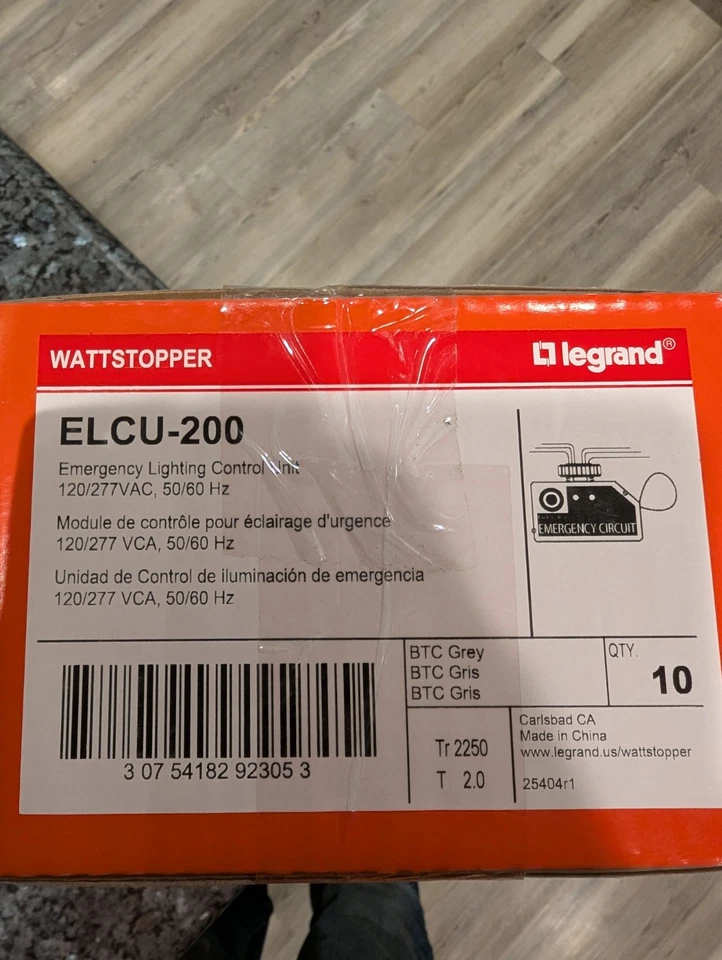 WATTSTOPPER
legrand®
ELCU-200
Emergency Lighting Control Unit
120/277VAC, 50/60 Hz
Module de contrôle pour éclairage d'urgence
120/277 VCA, 50/60 Hz
Unidad de Control de iluminación de emergencia
120/277 VCA, 50/60 Hz
EMERGENCY CIRCUIT
BTC Grey
BTC Gris
BTC Gris
QTY.
10
3 07 54182 92305 3
Tr 2250
T 2.0
Carlsbad CA
Made in China
www.legrand.us/wattstopper
25404r1